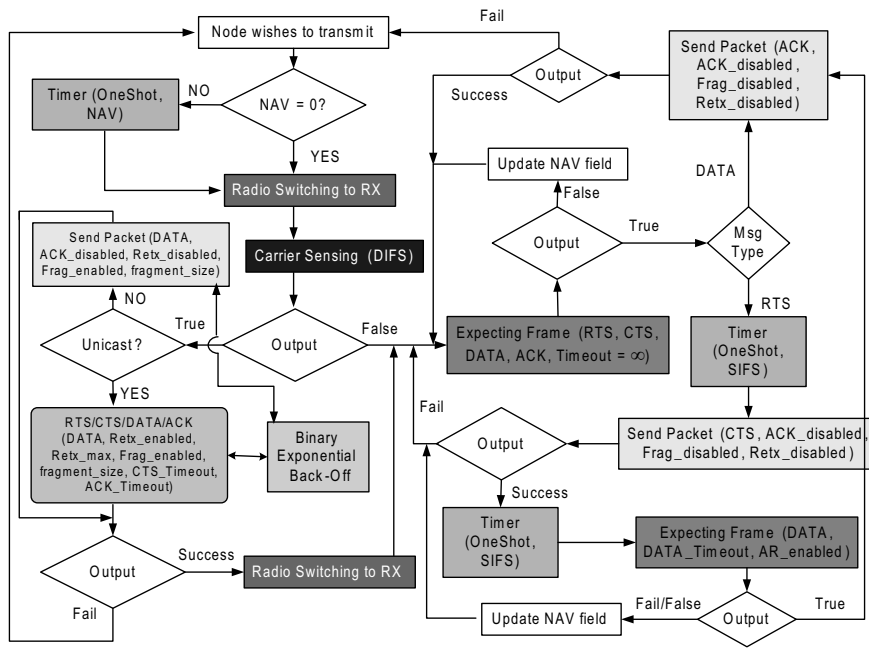 Fail
Node wishes to transmit
Send Packet (ACK,
ACK_disabled,
Frag_disabled,
Retx_disabled)
Output
Timer (OneShot,
NAV)
NO
NAV = 0?
Success
YES
Update NAV field
DATA
Radio Switching to RX
False
True
Msg
Type
Output
Send Packet (DATA,
ACK_disabled, Retx_disabled,
Frag_enabled, fragment_size)
Carrier Sensing (DIFS)
NO
RTS
Unicast?
True
Output
False
Expecting Frame (RTS, CTS,
DATA, ACK, Timeout = ∞)
Timer
(OneShot,
SIFS)
YES
Fail
RTS/CTS/DATA/ACK
(DATA, Retx_enabled,
Retx_max, Frag_enabled,
fragment_size, CTS_Timeout,
ACK_Timeout)
Binary
Exponential
Back-Off
Output
Send Packet (CTS, ACK_disabled,
Frag_disabled, Retx_disabled)
Success
Timer
(OneShot,
SIFS)
Expecting Frame (DATA,
DATA_Timeout, AR_enabled)
Output
Success
Radio Switching to RX
Fail
Update NAV field
Fail/False
Output
True